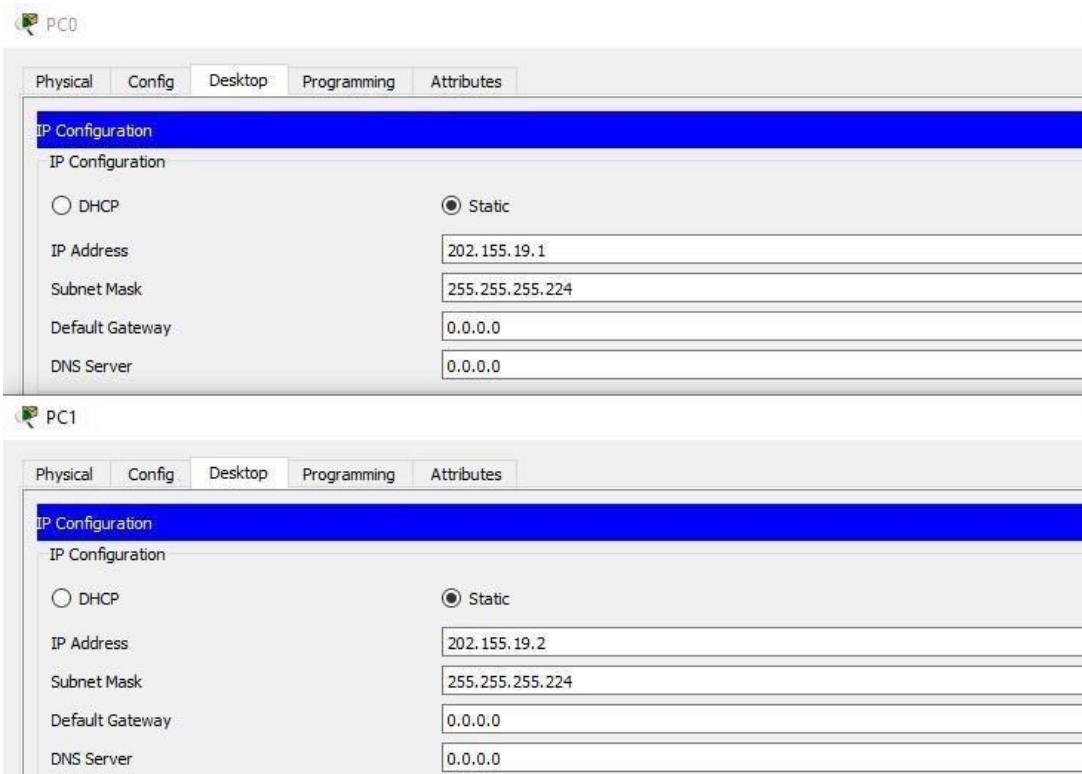 PC0
Physical Config Desktop Programming Attributes
IP Configuration
IP Configuration
DHCP Static
IP Address 202.155.19.1
Subnet Mask 255.255.255.224
Default Gateway 0.0.0.0
DNS Server 0.0.0.0
PC1
Physical Config Desktop Programming Attributes
IP Configuration
IP Configuration
DHCP Static
IP Address 202.155.19.2
Subnet Mask 255.255.255.224
Default Gateway 0.0.0.0
DNS Server 0.0.0.0